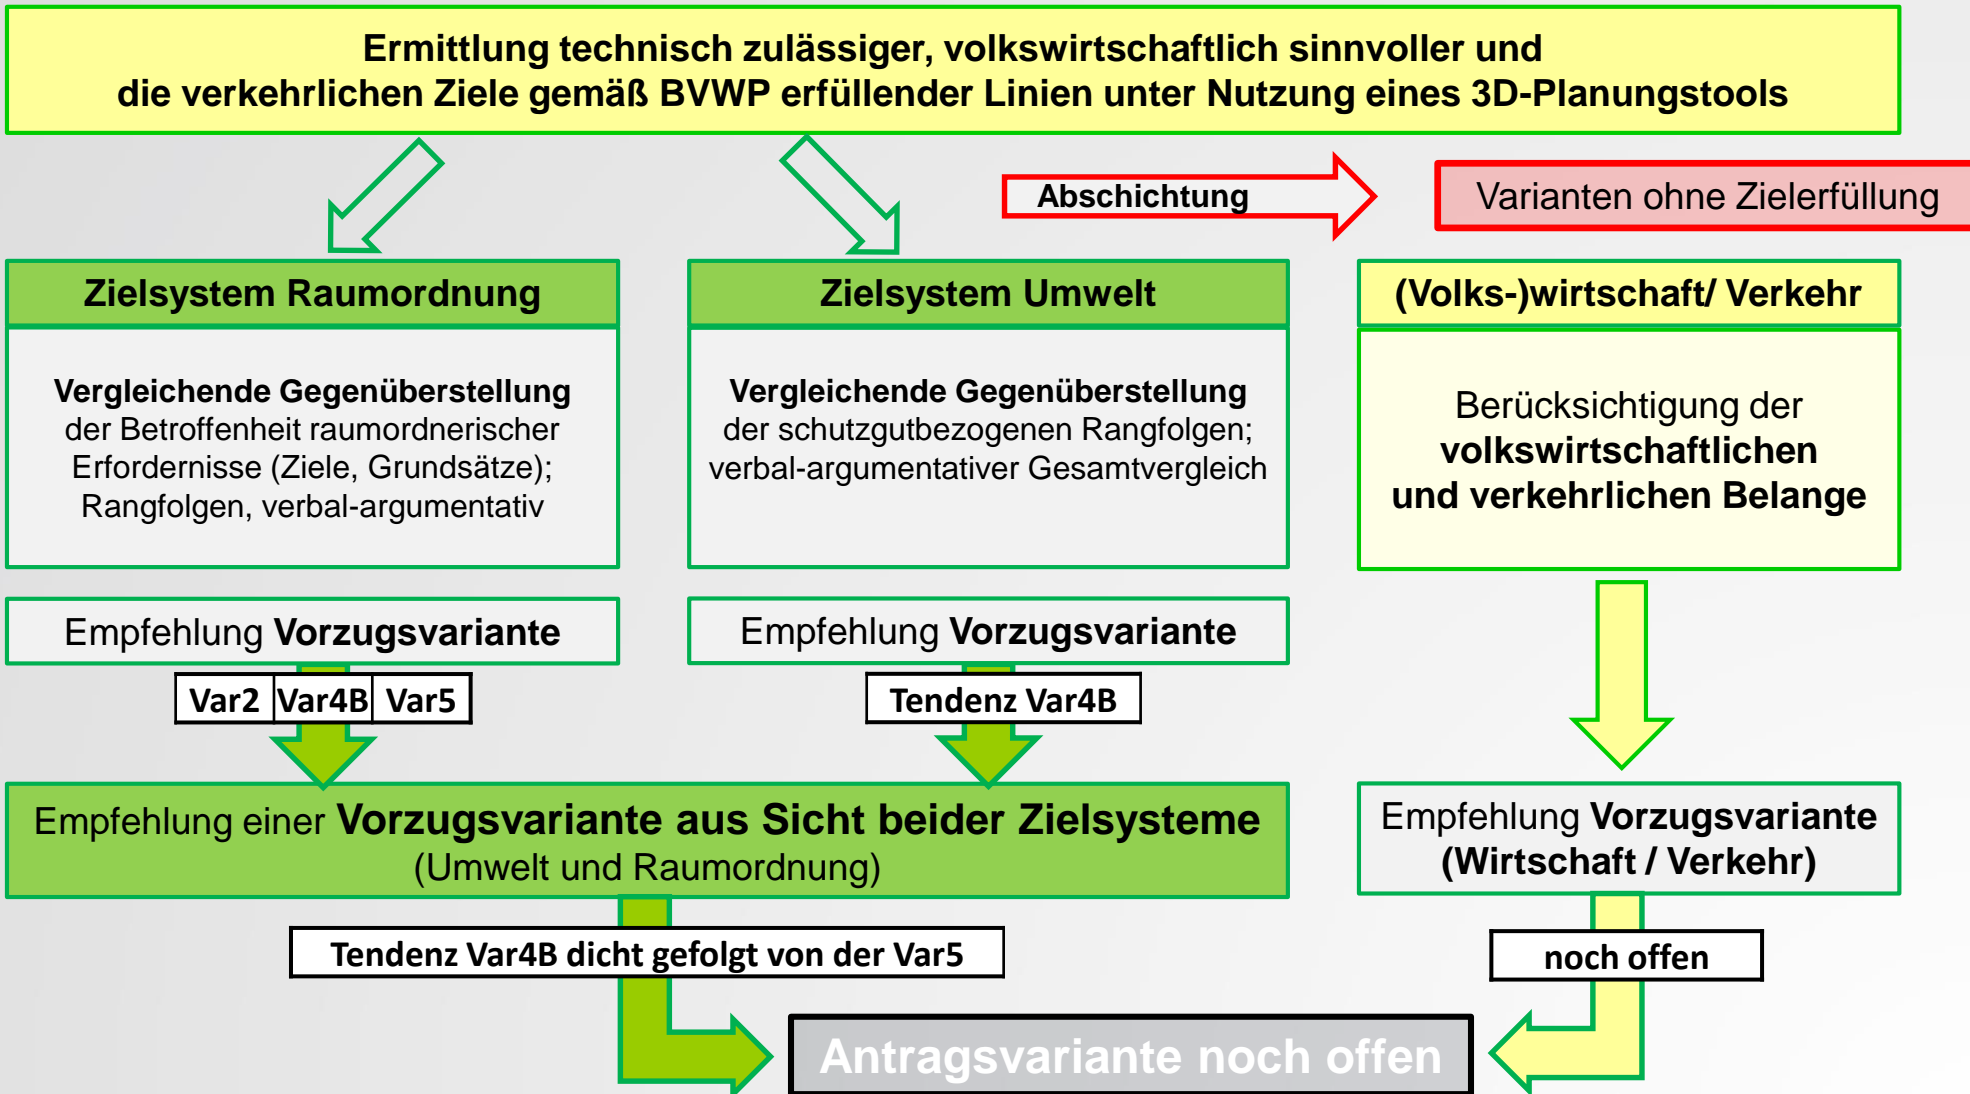 Ermittlung technisch zulässiger, volkswirtschaftlich sinnvoller und
die verkehrlichen Ziele gemäß BVWP erfüllender Linien unter Nutzung eines 3D-Planungstools
Abschichtung
Varianten ohne Zielerfüllung
Zielsystem Raumordnung
Vergleichende Gegenüberstellung
der Betroffenheit raumordnerischer
Erfordernisse (Ziele, Grundsätze);
Rangfolgen, verbal-argumentativ
Zielsystem Umwelt
Vergleichende Gegenüberstellung
der schutzgutbezogenen Rangfolgen;
verbal-argumentativer Gesamtvergleich
(Volks-)wirtschaft/ Verkehr
Berücksichtigung der
volkswirtschaftlichen
und verkehrlichen Belange
Empfehlung Vorzugsvariante
Var2 Var4B Var5
Empfehlung Vorzugsvariante
Tendenz Var4B
Empfehlung einer Vorzugsvariante aus Sicht beider Zielsysteme
(Umwelt und Raumordnung)
Empfehlung Vorzugsvariante
(Wirtschaft / Verkehr)
Tendenz Var4B dicht gefolgt von der Var5
noch offen
Antragsvariante noch offen